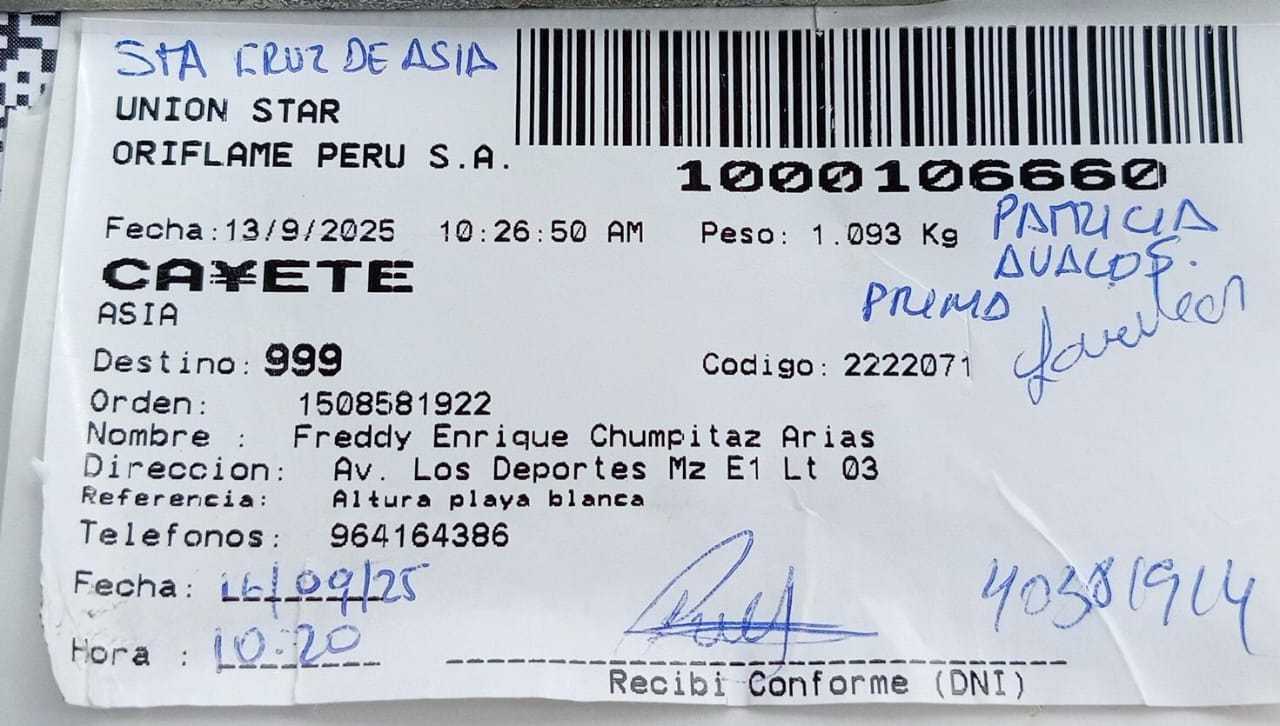 STA CRUZ DE ASIA
UNION STAR
ORIFLAME PERU S.A.
1000106660
Fecha:13/9/2025 10:26:50 AM Peso: 1.093 Kg
PATRICIA
AVALOS.
PRIMA
CA¥ETE
ASIA
Destino: 999 Codigo: 2222071
Orden: 1508581922
Nombre : Freddy Enrique Chumpitaz Arias
Direccion: Av. Los Deportes Mz E1 Lt 03
Referencia: Altura playa blanca
Telefonos: 964164386
Fecha: 16/09/25
40381914
Hora : 10:20
Recibi Conforme (DNI)